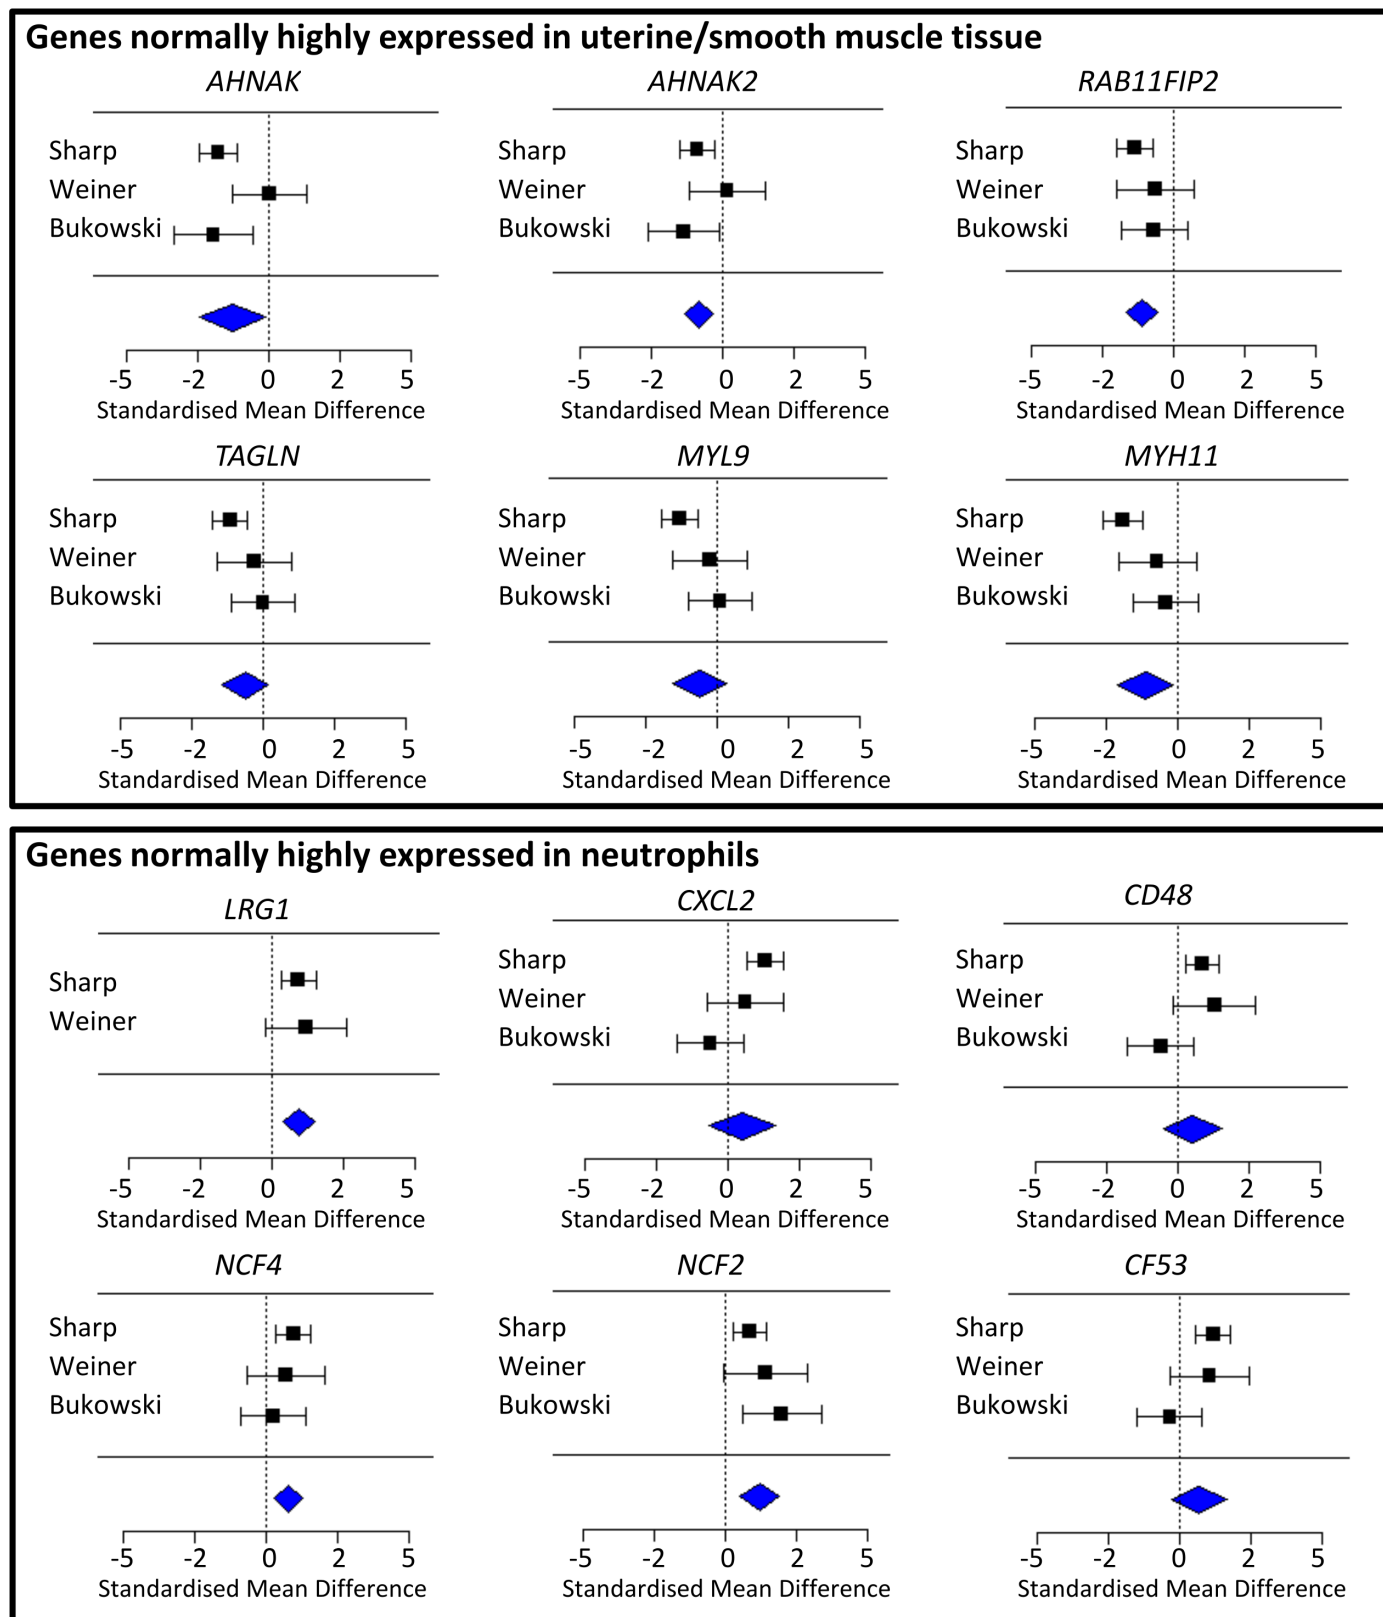 Genes normally highly expressed in uterine/smooth muscle tissue
AHNAK
Sharp
Weiner
Bukowski
-5 -2 0 2 5
Standardised Mean Difference
AHNAK2
Sharp
Weiner
Bukowski
-5 -2 0 2 5
Standardised Mean Difference
RAB11FIP2
Sharp
Weiner
Bukowski
-5 -2 0 2 5
Standardised Mean Difference
TAGLN
Sharp
Weiner
Bukowski
-5 -2 0 2 5
Standardised Mean Difference
MYL9
Sharp
Weiner
Bukowski
-5 -2 0 2 5
Standardised Mean Difference
MYH11
Sharp
Weiner
Bukowski
-5 -2 0 2 5
Standardised Mean Difference
Genes normally highly expressed in neutrophils
LRG1
Sharp
Weiner
-5 -2 0 2 5
Standardised Mean Difference
CXCL2
Sharp
Weiner
Bukowski
-5 -2 0 2 5
Standardised Mean Difference
CD48
Sharp
Weiner
Bukowski
-5 -2 0 2 5
Standardised Mean Difference
NCF4
Sharp
Weiner
Bukowski
-5 -2 0 2 5
Standardised Mean Difference
NCF2
Sharp
Weiner
Bukowski
-5 -2 0 2 5
Standardised Mean Difference
CF53
Sharp
Weiner
Bukowski
-5 -2 0 2 5
Standardised Mean Difference